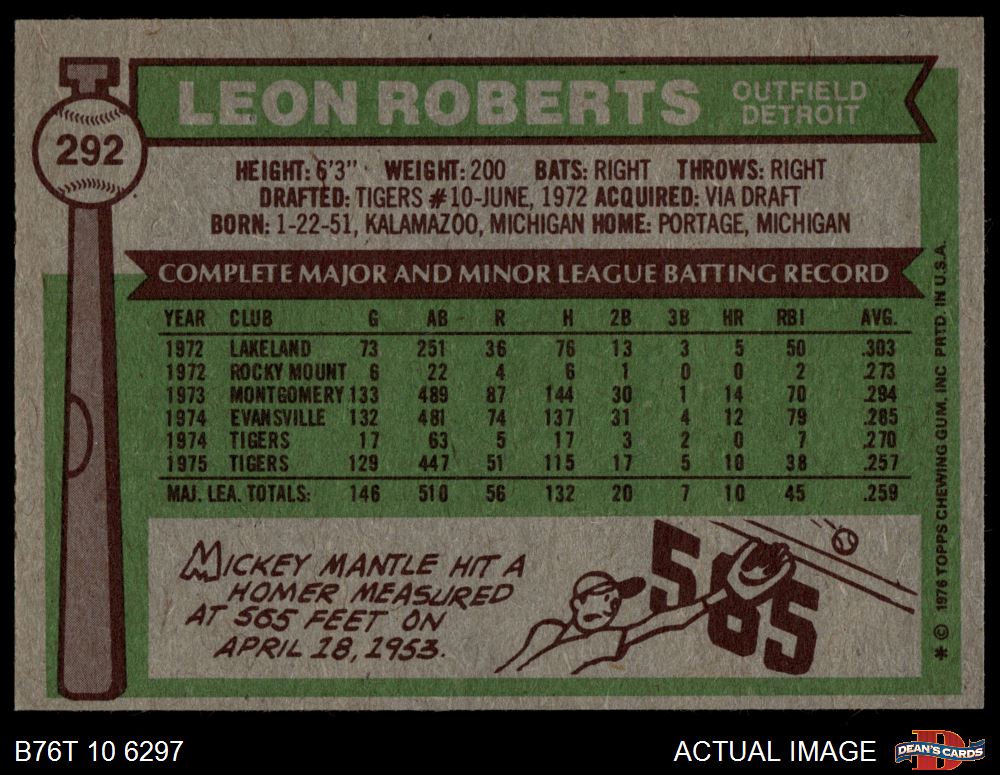 292
LEON ROBERTS
OUTFIELD
DETROIT
HEIGHT: 6'3" WEIGHT: 200 BATS: RIGHT THROWS: RIGHT
DRAFTED: TIGERS #10-JUNE, 1972 ACQUIRED: VIA DRAFT
BORN: 1-22-51, KALAMAZOO, MICHIGAN HOME: PORTAGE, MICHIGAN
COMPLETE MAJOR AND MINOR LEAGUE BATTING RECORD
YEAR CLUB G AB R H 2B 3B HR RBI AVG.
1972 LAKELAND 73 251 36 76 13 3 5 50 .303
1972 ROCKY MOUNT 6 22 4 6 1 0 0 2 .273
1973 MONTGOMERY 133 489 87 144 30 1 14 70 .294
1974 EVANSVILLE 132 481 74 137 31 4 12 79 .285
1974 TIGERS 17 63 5 17 3 2 0 7 .270
1975 TIGERS 129 447 51 115 17 5 10 38 .257
MAJ. LEA. TOTALS: 146 510 56 132 20 7 10 45 .259
MICKEY MANTLE HIT A
HOMER MEASURED
AT 565 FEET ON
APRIL 18, 1953.
565
* © 1976 TOPPS CHEWING GUM, INC PRTD. IN U.S.A.
B76T 10 6297
ACTUAL IMAGE
D
DEAN'S CARDS